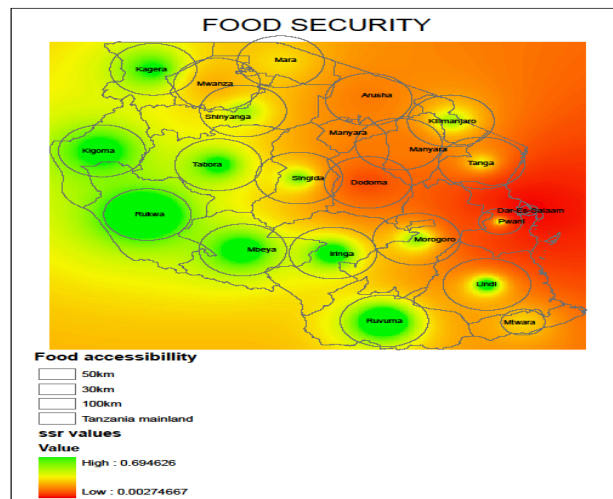 FOOD SECURITY
Mara
Kagera
Mwanza
Arusha
Shinyanga
Kilimanjaro
Manyara
Kigoma
Manyara
Tabora
Tanga
Singida
Dodoma
Rukwa
Dar-Es-Salaam
Pwani
Morogoro
Mbeya
Iringa
Lindi
Ruvuma
Mtwara
Food accessibillity
50km
30km
100km
Tanzania mainland
ssr values
Value
High : 0.694626
Low : 0.00274667